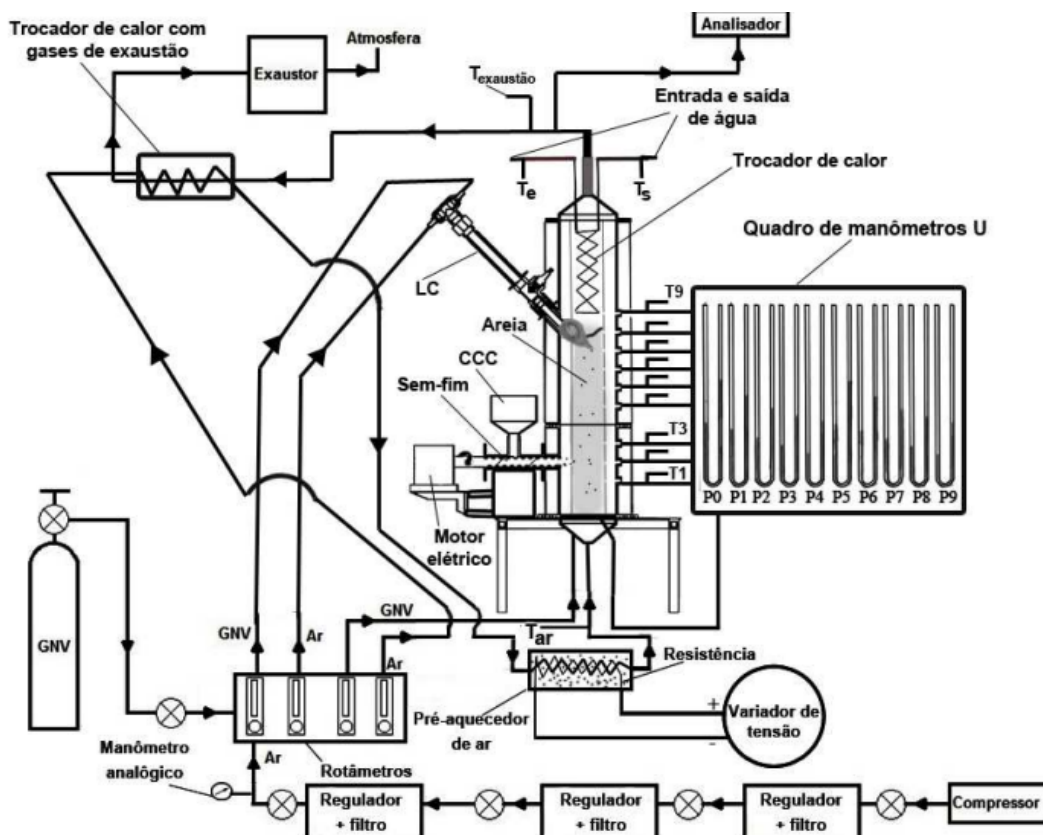 Trocador de calor com
gases de exaustão
Exaustor
Atmosfera
Analisador
Texaustão
Entrada e saída
de água
Te
Ts
Trocador de calor
Quadro de manômetros U
LC
T9
Areia
CCC
Sem-fim
T3
T1
P0 P1 P2 P3 P4 P5 P6 P7 P8 P9
Motor
elétrico
GNV
GNV
Ar
GNV
Ar
Tar
Resistência
Pré-aquecedor
de ar
+
-
Variador de
tensão
Manômetro
analógico
Ar
Rotâmetros
Regulador
+ filtro
Regulador
+ filtro
Regulador
+ filtro
Compressor